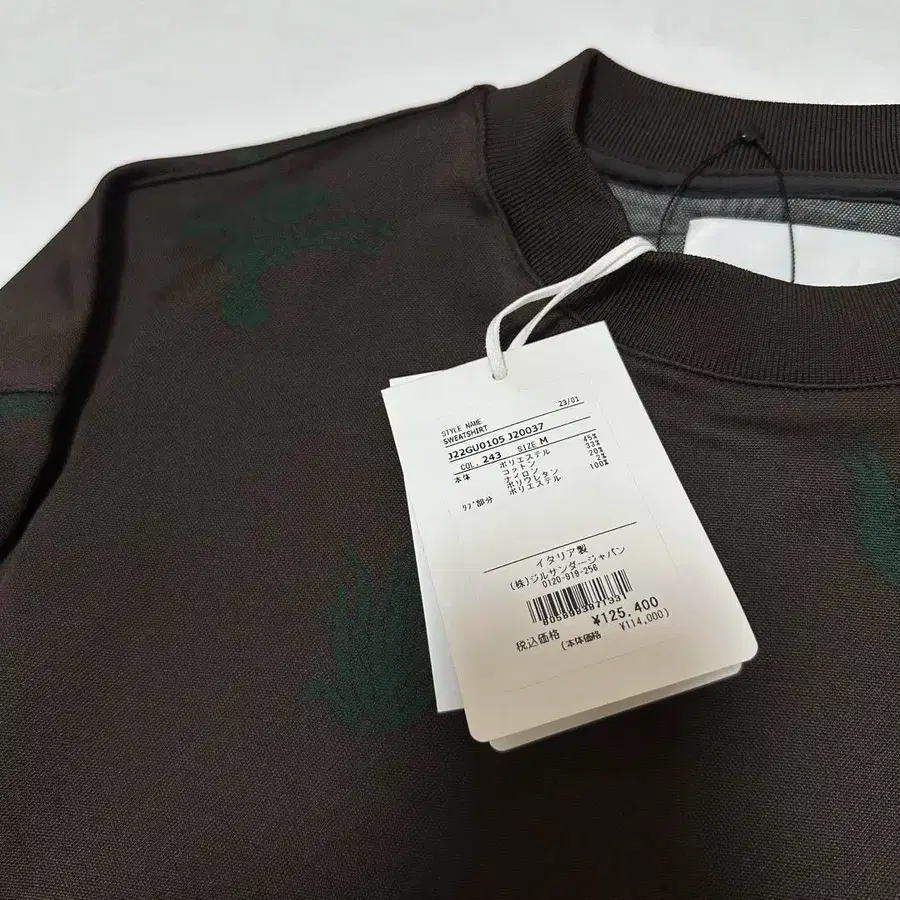 23/01
STYLE NAME
SWEATSHIRT
J22GU0105 J20037
COL. 243 SIZE M
本体 ポリエステル 45%
コットン 33%
ナイロン 20%
ポリウレタン 2%
リブ部分 ポリエステル 100%
イタリア製
(株)ジルサンダージャパン
0120-919-256
税込価格 ¥125,400
(本体価格 ¥114,000)